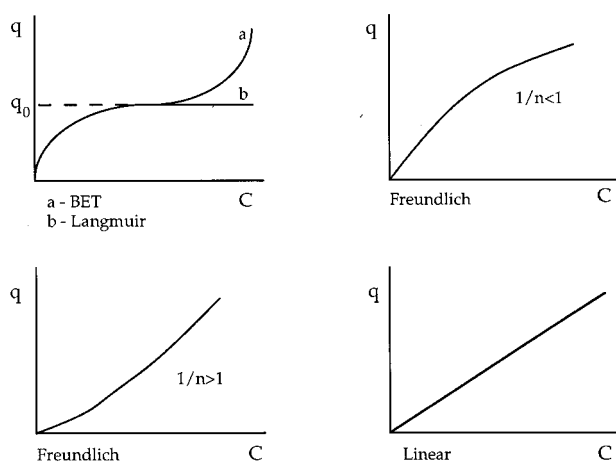 q
a
q0
b
C
a - BET
b - Langmuir
q
1/n<1
C
Freundlich
q
1/n>1
C
Freundlich
q
C
Linear